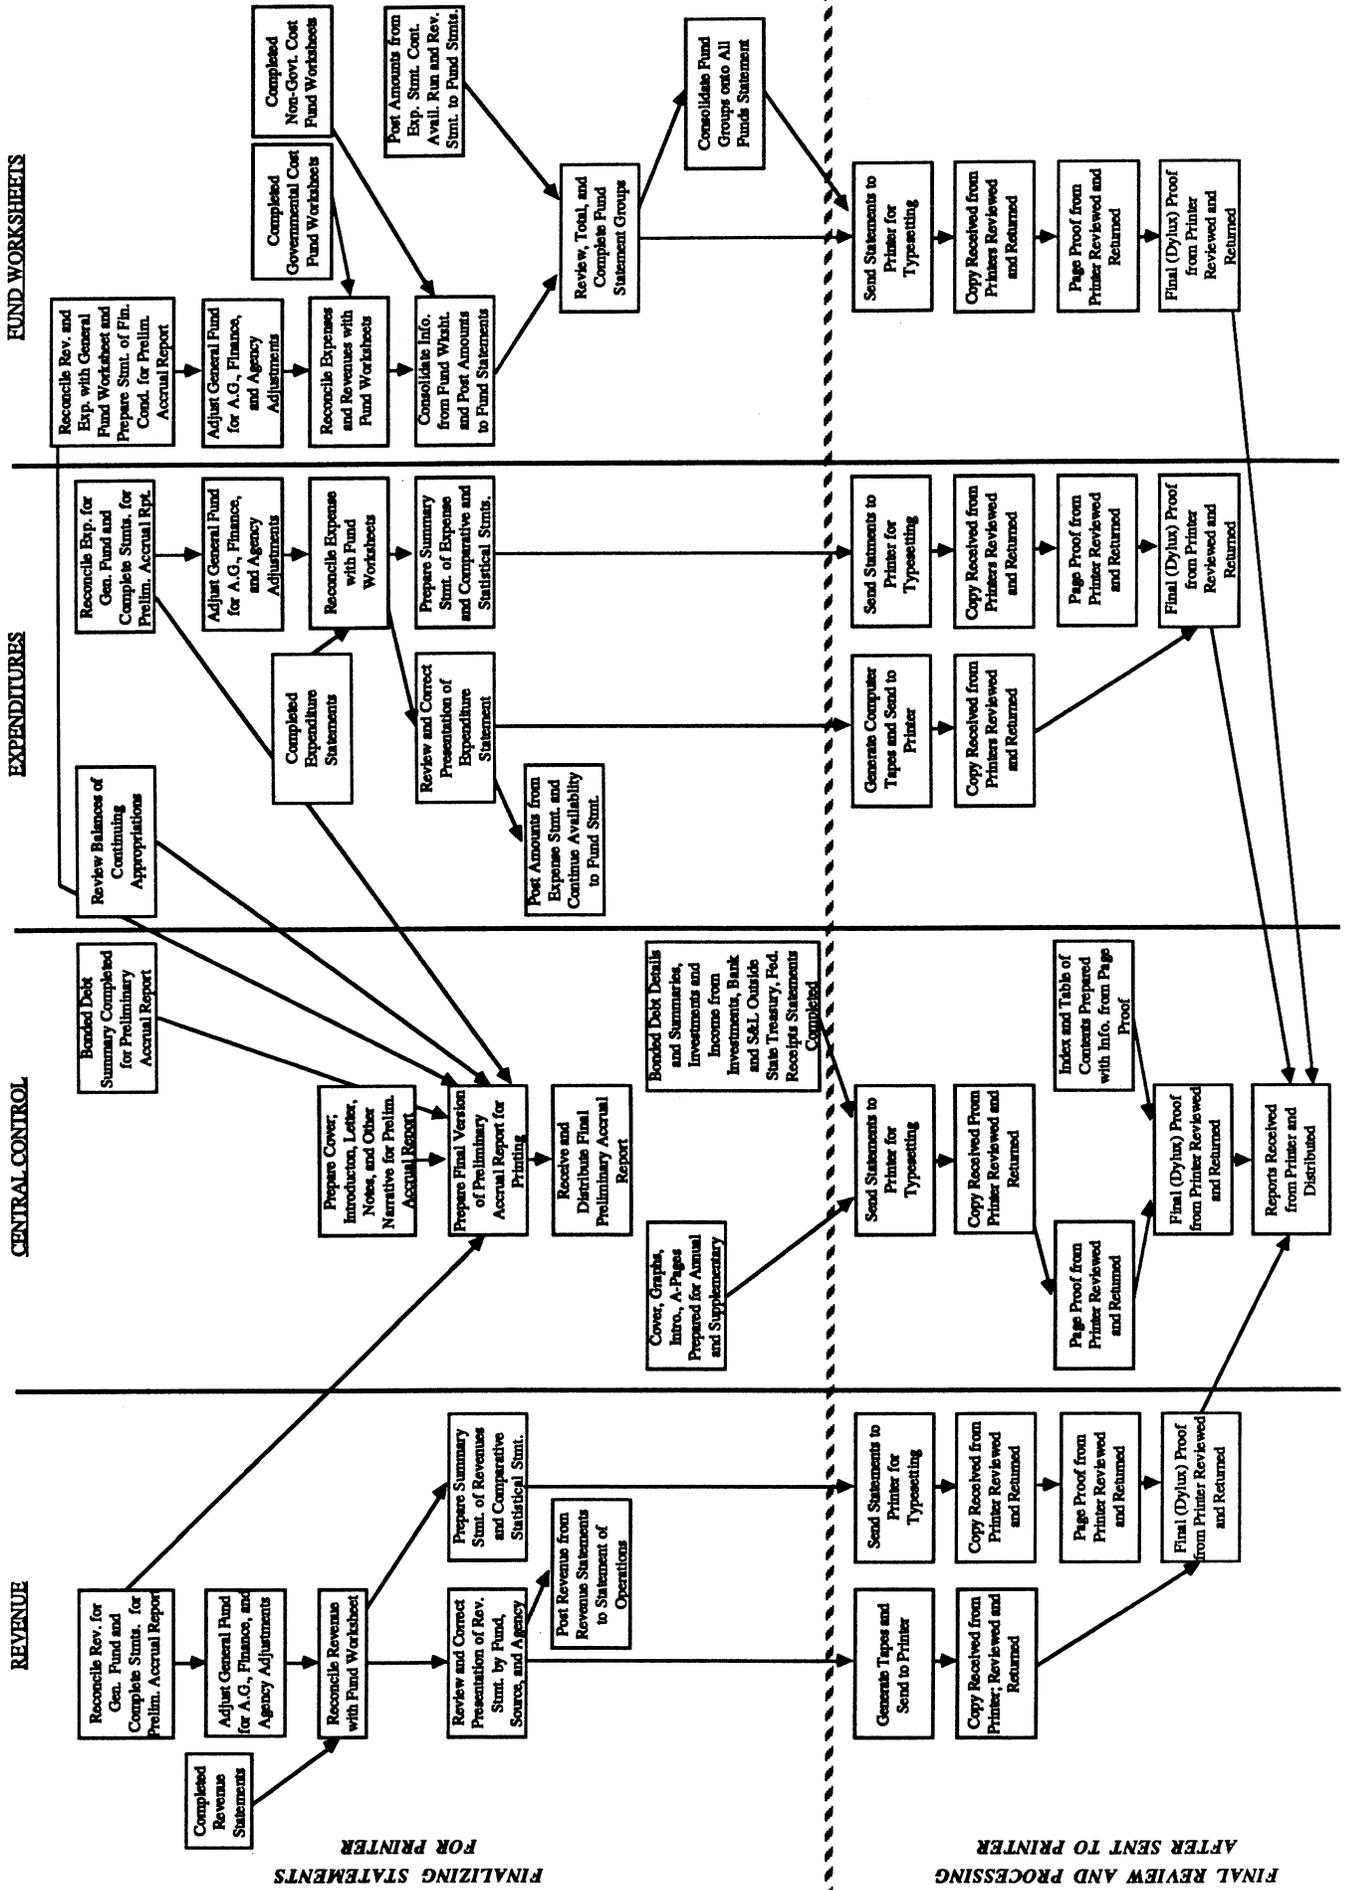 REVENUE
Reconcile Rev. for
Gen. Fund and
Complete Stmts. for
Prelim. Accrual Report
Adjust General Fund
for A.G., Finance, and
Agency Adjustments
Completed
Revenue
Statements
Reconcile Revenue
with Fund Worksheet
Review and Correct
Presentation of Rev.
Stmt. by Fund,
Source, and Agency
Prepare Summary
Stmt. of Revenues
and Comparative
Statistical Stmt.
Post Revenue from
Revenue Statements
to Statement of
Operations
Generate Tapes and
Send to Printer
Copy Received from
Printer; Reviewed and
Returned
Send Statements to
Printer for
Typesetting
Copy Received from
Printer Reviewed
and Returned
Page Proof from
Printer Reviewed
and Returned
Final (Dylux) Proof
from Printer Reviewed
and Returned
CENTRAL CONTROL
Bonded Debt
Summary Completed
for Preliminary
Accrual Report
Prepare Cover,
Introducton, Letter,
Notes, and Other
Narrative for Prelim.
Accrual Report
Prepare Final Version
of Preliminary
Accrual Report for
Printing
Receive and
Distribute Final
Preliminary Accrual
Report
Cover, Graphs,
Intro., A-Pages
Prepared for Annual
and Supplementary
Bonded Debt Details
and Summaries,
Investments and
Income from
Investments, Bank
and S&L Outside
State Treasury, Fed.
Receipts Statements
Completed
Send Statements to
Printer for
Typesetting
Copy Received From
Printer Reviewed and
Returned
Page Proof from
Printer Reviewed
and Returned
Index and Table of
Contents Prepared
with Info. from Page
Proof
Final (Dylux) Proof
from Printer Reviewed
and Returned
Reports Received
from Printer and
Distributed
EXPENDITURES
Review Balances of
Continuing
Appropriations
Reconcile Exp. for
Gen. Fund and
Complete Stmts. for
Prelim. Accrual Rpt.
Adjust General Fund
for A.G., Finance,
and Agency
Adjustments
Completed
Expenditure
Statements
Reconcile Expense
with Fund
Worksheets
Review and Correct
Presentation of
Expenditure
Statement
Prepare Summary
Stmt. of Expense
and Comparative and
Statistical Stmts.
Post Amounts from
Expense Stmt. and
Continue Availablity
to Fund Stmt.
Generate Computer
Tapes and Send to
Printer
Copy Received from
Printers Reviewed
and Returned
Send Statments to
Printer for
Typesetting
Copy Received from
Printers Reviewed
and Returned
Page Proof from
Printer Reviewed
and Returned
Final (Dylux) Proof
from Printer
Reviewed and
Returned
FUND WORKSHEETS
Reconcile Rev. and
Exp. with General
Fund Worksheet and
Prepare Stmt. of Fin.
Cond. for Prelim.
Accrual Report
Adjust General Fund
for A.G., Finance,
and Agency
Adjustments
Completed
Governmental Cost
Fund Worksheets
Completed
Non-Govt. Cost
Fund Worksheets
Reconcile Expenses
and Revenues with
Fund Worksheets
Consolidate Info.
from Fund Wksht.
and Post Amounts
to Fund Statements
Post Amounts from
Exp. Stmt. Cont.
Avail. Run and Rev.
Stmt. to Fund Stmts.
Review, Total, and
Complete Fund
Statement Groups
Consolidate Fund
Groups onto All
Funds Statement
Send Statements to
Printer for
Typesetting
Copy Received from
Printers Reviewed
and Returned
Page Proof from
Printer Reviewed and
Returned
Final (Dylux) Proof
from Printer
Reviewed and
Returned
FINALIZING STATEMENTS
FOR PRINTER
FINAL REVIEW AND PROCESSING
AFTER SENT TO PRINTER